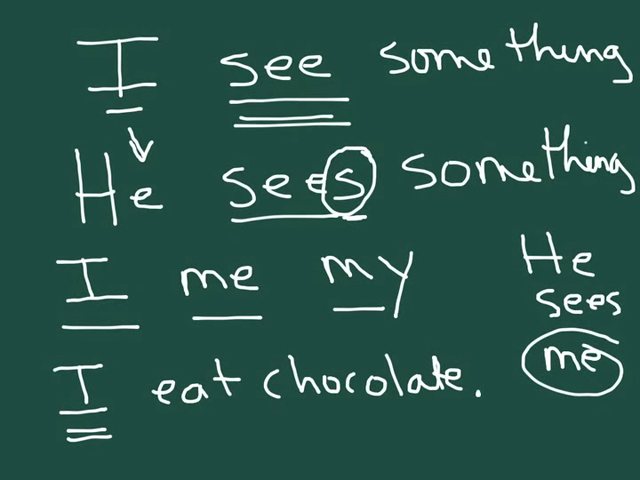 I see something
He sees something
I me my
I eat chocolate.
He
sees
me